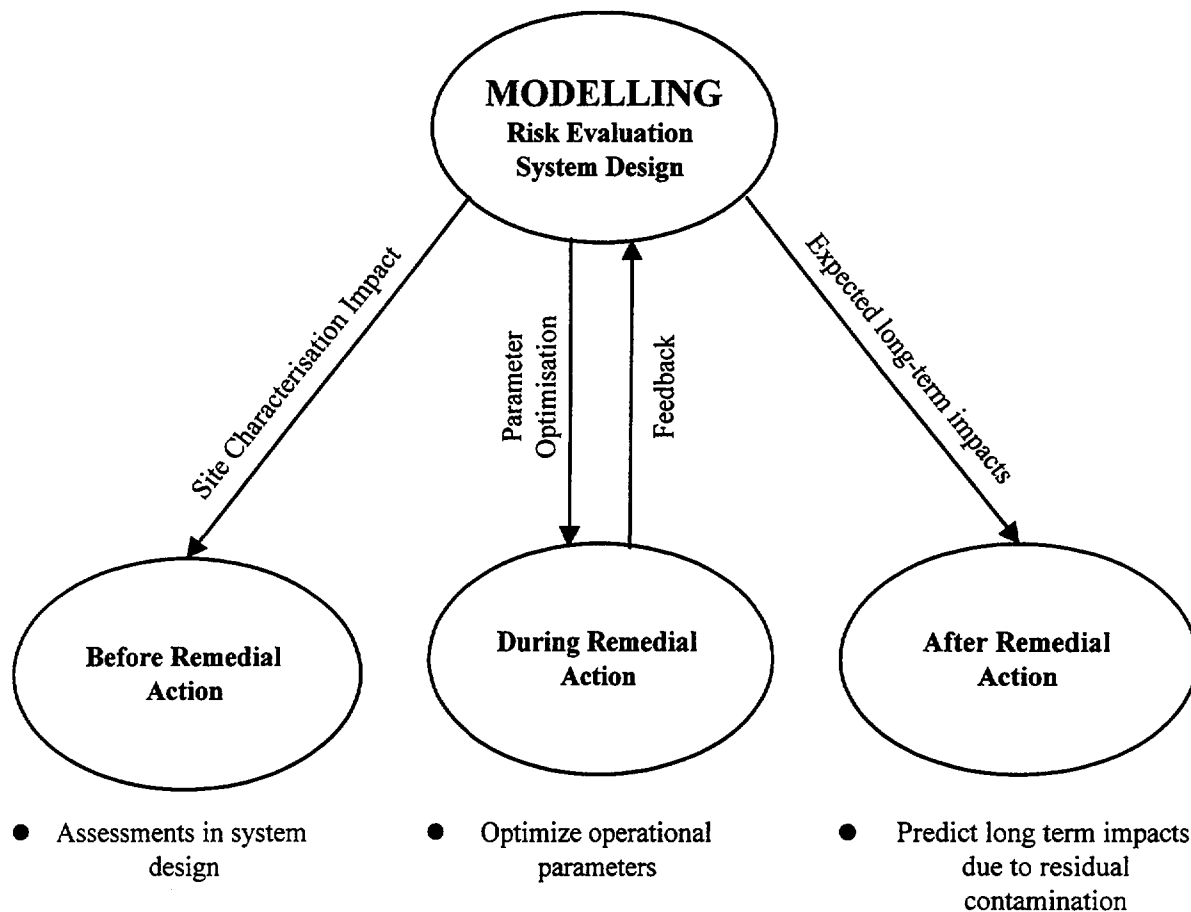 MODELLING
Risk Evaluation
System Design
Site Characterisation Impact
Parameter
Optimisation
Feedback
Expected long-term impacts
Before Remedial
Action
During Remedial
Action
After Remedial
Action
● Assessments in system
design
● Optimize operational
parameters
● Predict long term impacts
due to residual
contamination